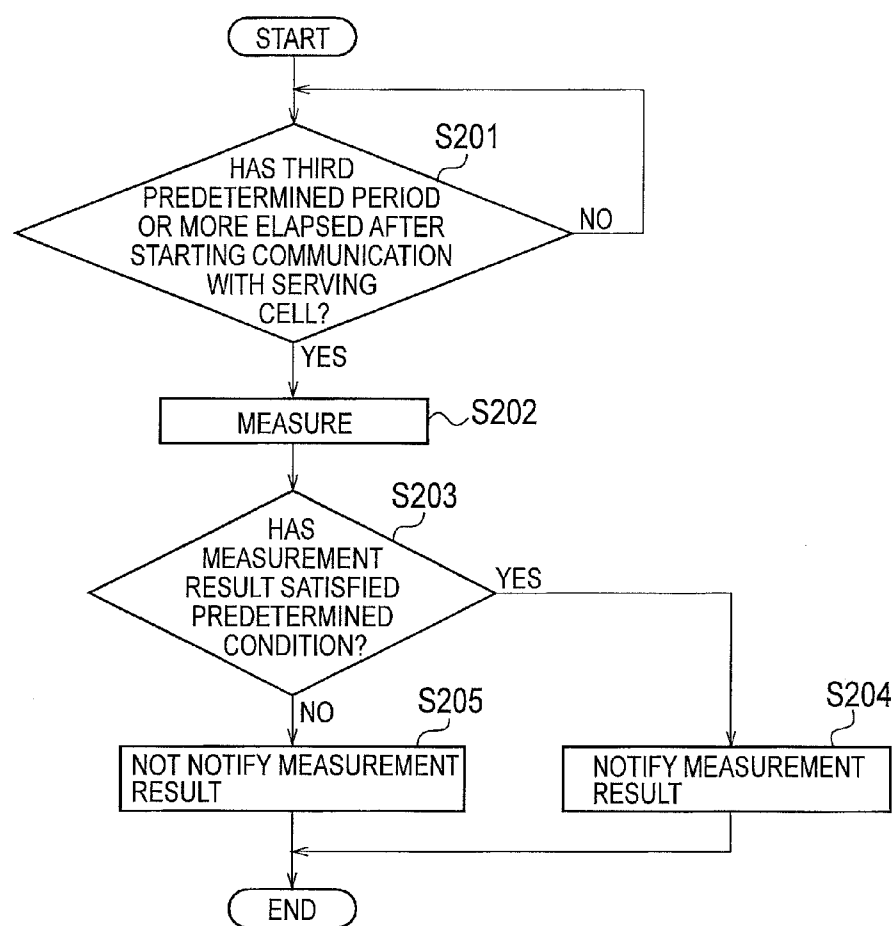 START
S201
HAS THIRD
PREDETERMINED PERIOD
OR MORE ELAPSED AFTER
STARTING COMMUNICATION
WITH SERVING
CELL?
NO
YES
MEASURE
S202
S203
HAS
MEASUREMENT
RESULT SATISFIED
PREDETERMINED
CONDITION?
YES
NO
S205
S204
NOT NOTIFY MEASUREMENT
RESULT
NOTIFY MEASUREMENT
RESULT
END